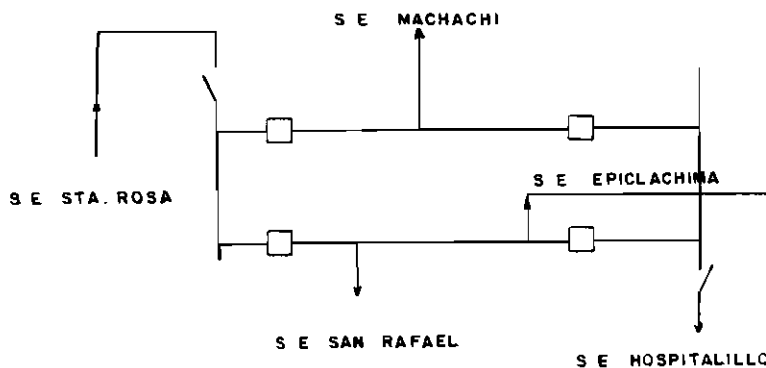 S E MACHACHI
S E EPICLACHIMA
S E STA. ROSA
S E SAN RAFAEL
S E HOSPITALILLO